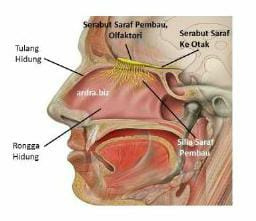 Serabut Saraf Pembau,
Olfaktori
Serabut Saraf
Ke Otak
Tulang
Hidung
ardra.biz
Silia Saraf
Pembau
Rongga
Hidung